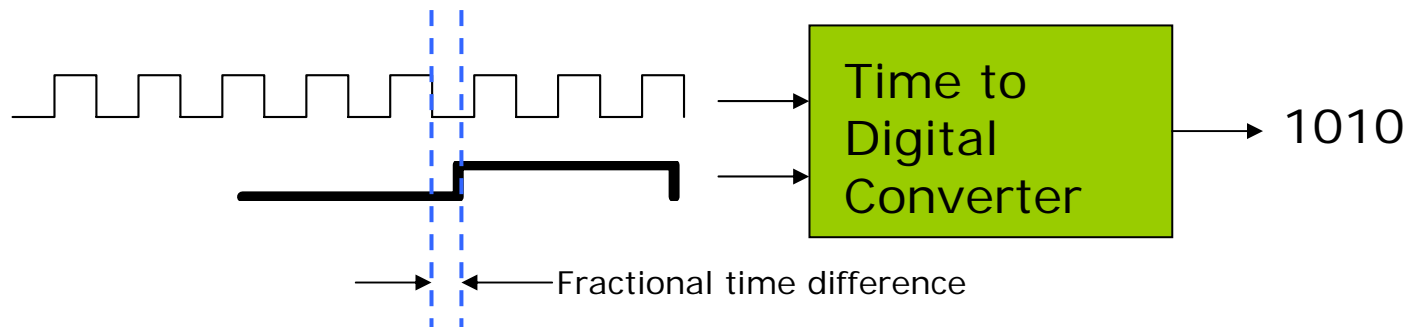 Time to
Digital
Converter
1010
Fractional time difference